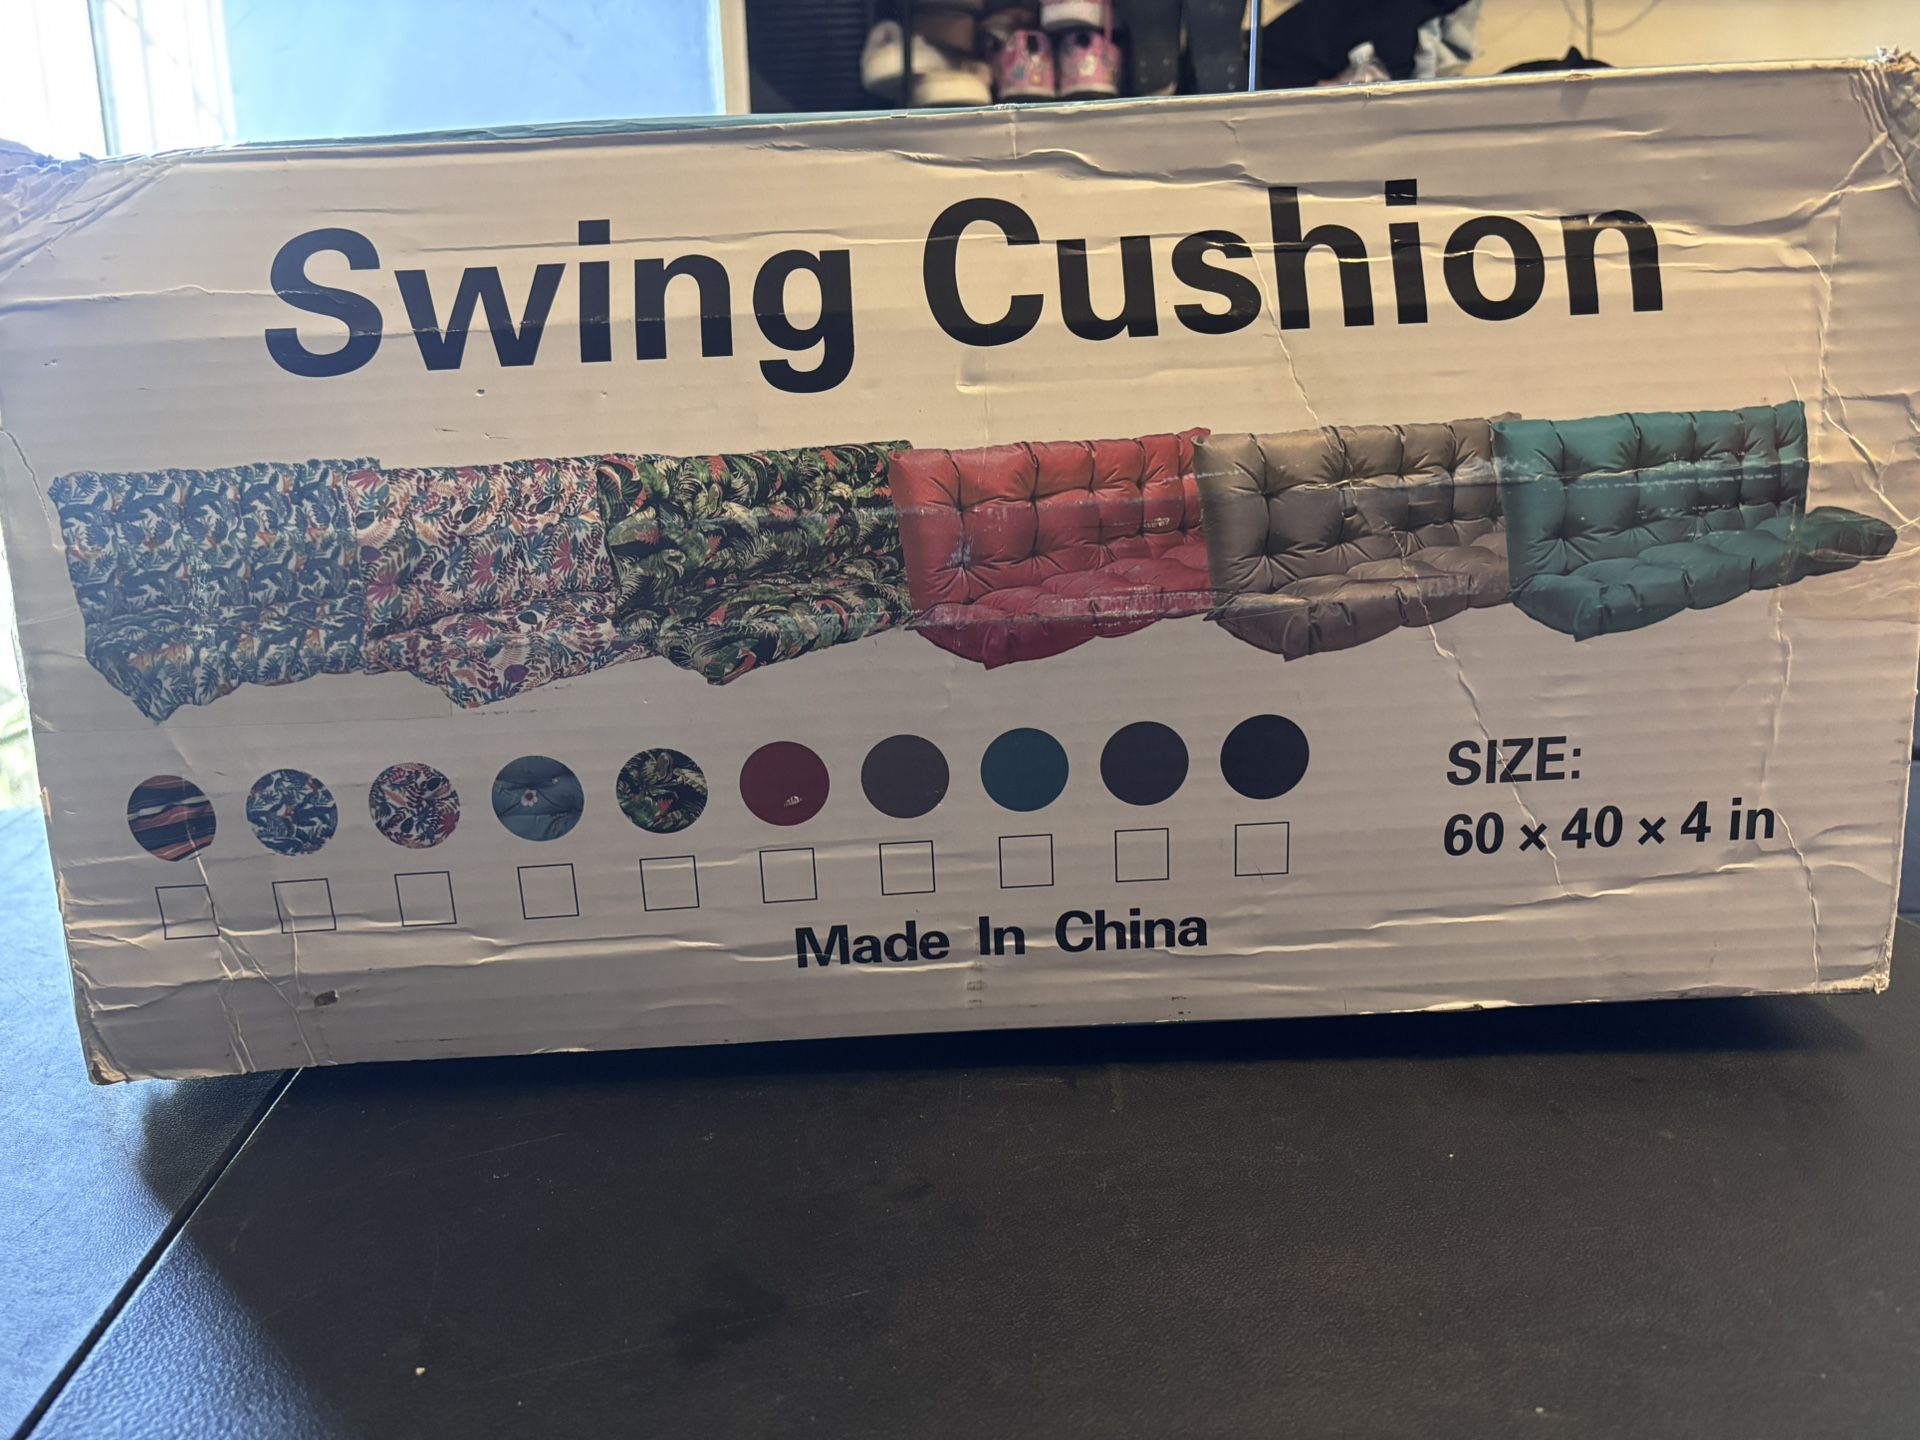 Swing Cushion
SIZE:
60 × 40 × 4 in
Made In China